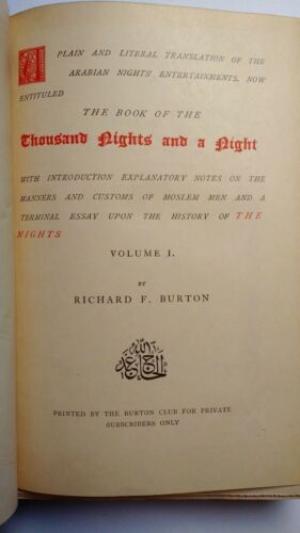 A PLAIN AND LITERAL TRANSLATION OF THE
ARABIAN NIGHTS ENTERTAINMENTS, NOW
ENTITULED
THE BOOK OF THE
Thousand Nights and a Night
WITH INTRODUCTION EXPLANATORY NOTES ON THE
MANNERS AND CUSTOMS OF MOSLEM MEN AND A
TERMINAL ESSAY UPON THE HISTORY OF THE
NIGHTS
VOLUME I.
BY
RICHARD F. BURTON
PRINTED BY THE BURTON CLUB FOR PRIVATE
SUBSCRIBERS ONLY